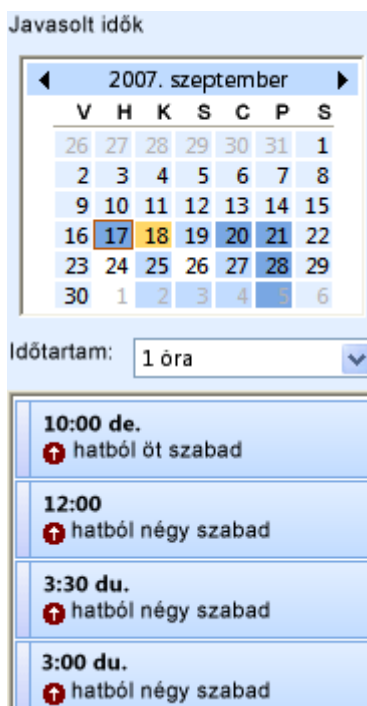 Javasolt idők
2007. szeptember
V H K S C P S
26 27 28 29 30 31 1
2 3 4 5 6 7 8
9 10 11 12 13 14 15
16 17 18 19 20 21 22
23 24 25 26 27 28 29
30 1 2 3 4 5 6
Időtartam: 1 óra
10:00 de.
hatból öt szabad
12:00
hatból négy szabad
3:30 du.
hatból négy szabad
3:00 du.
hatból négy szabad